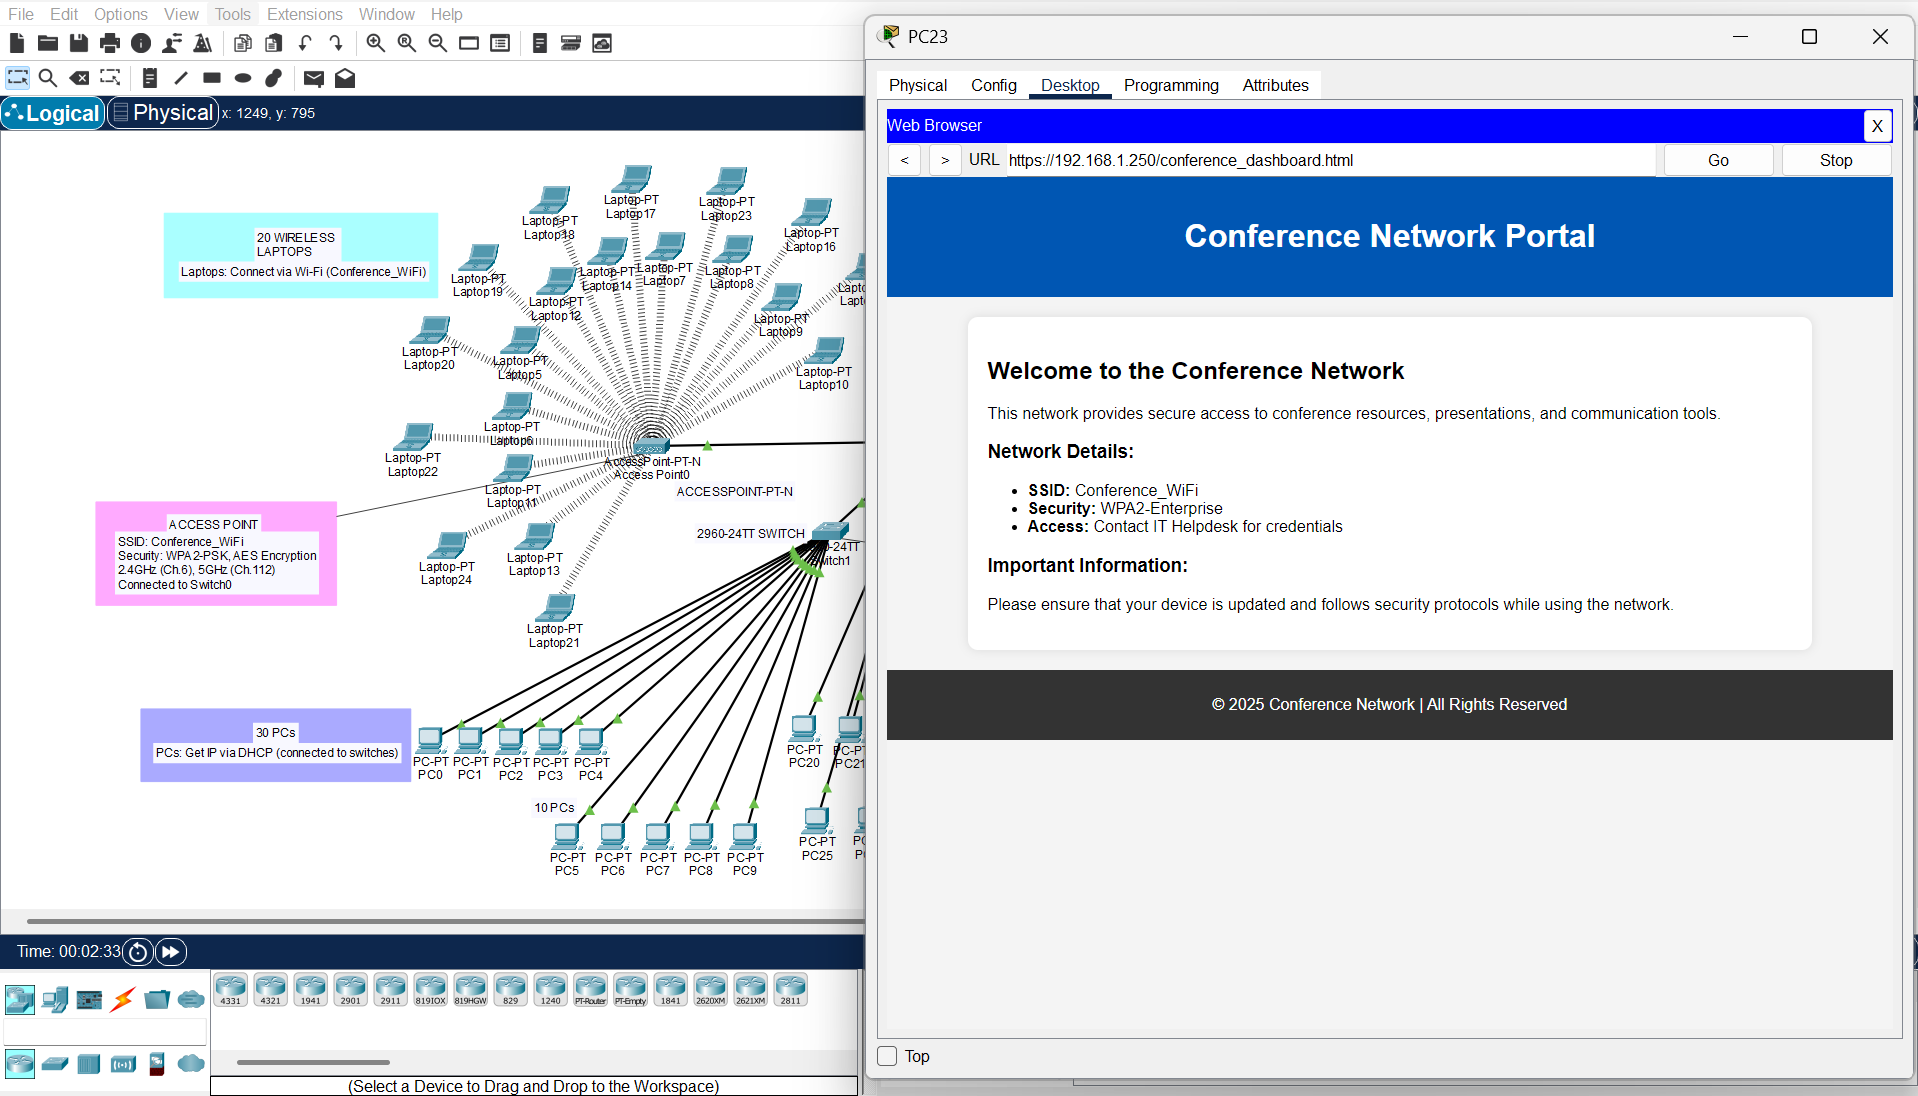 File Edit Options View Tools Extensions Window Help
Logical Physical x: 1249, y: 795
20 WIRELESS
LAPTOPS
Laptops: Connect via Wi-Fi (Conference_WiFi)
Laptop-PT
Laptop18
Laptop-PT
Laptop17
Laptop-PT
Laptop23
Laptop-PT
Laptop16
Laptop-PT
Laptop19
Laptop-PT
Laptop12
Laptop-PT
Laptop14
Laptop-PT
Laptop7
Laptop-PT
Laptop8
Laptop-PT
Laptop9
Laptop-PT
Laptop20
Laptop-PT
Laptop5
Laptop-PT
Laptop10
Laptop-PT
Laptop6
Laptop-PT
Laptop22
Laptop-PT
Laptop11
AccessPoint-PT-N
Access Point0
ACCESSPOINT-PT-N
ACCESS POINT
SSID: Conference_WiFi
Security: WPA2-PSK, AES Encryption
2.4GHz (Ch.6), 5GHz (Ch.112)
Connected to Switch0
Laptop-PT
Laptop24
Laptop-PT
Laptop13
Laptop-PT
Laptop21
2960-24TT SWITCH
30 PCs
PCs: Get IP via DHCP (connected to switches)
PC-PT
PC0
PC-PT
PC1
PC-PT
PC2
PC-PT
PC3
PC-PT
PC4
10 PCs
PC-PT
PC5
PC-PT
PC6
PC-PT
PC7
PC-PT
PC8
PC-PT
PC9
PC-PT
PC20
PC21
PC-PT
PC25
Time: 00:02:33
4331 4321 1941 2901 2911 819IOX 819HGW 829 1240 PT-Router PT-Empty 1841 2620XM 2621XM 2811
(Select a Device to Drag and Drop to the Workspace)
PC23
Physical Config Desktop Programming Attributes
Web Browser X
< > URL https://192.168.1.250/conference_dashboard.html Go Stop
Conference Network Portal
Welcome to the Conference Network
This network provides secure access to conference resources, presentations, and communication tools.
Network Details:
• SSID: Conference_WiFi
• Security: WPA2-Enterprise
• Access: Contact IT Helpdesk for credentials
Important Information:
Please ensure that your device is updated and follows security protocols while using the network.
© 2025 Conference Network | All Rights Reserved
Top